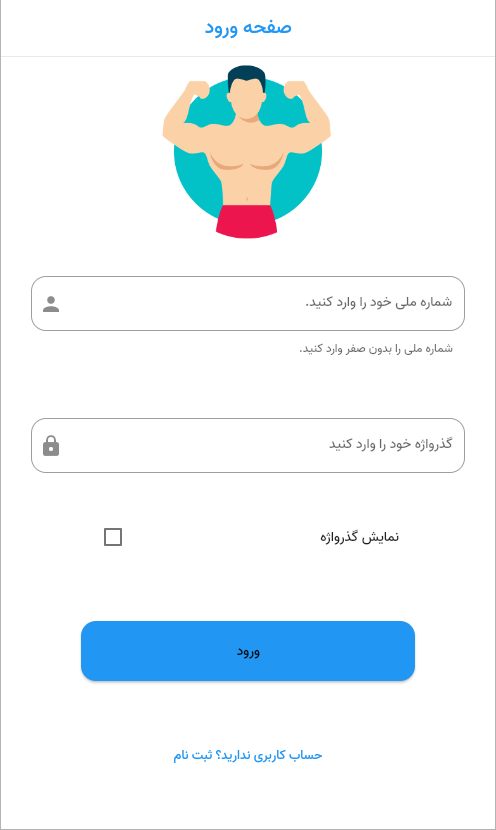 صفحه ورود
شماره ملی خود را وارد کنید.
شماره ملی را بدون صفر وارد کنید.
گذرواژه خود را وارد کنید
نمایش گذرواژه
ورود
حساب کاربری ندارید؟ ثبت نام